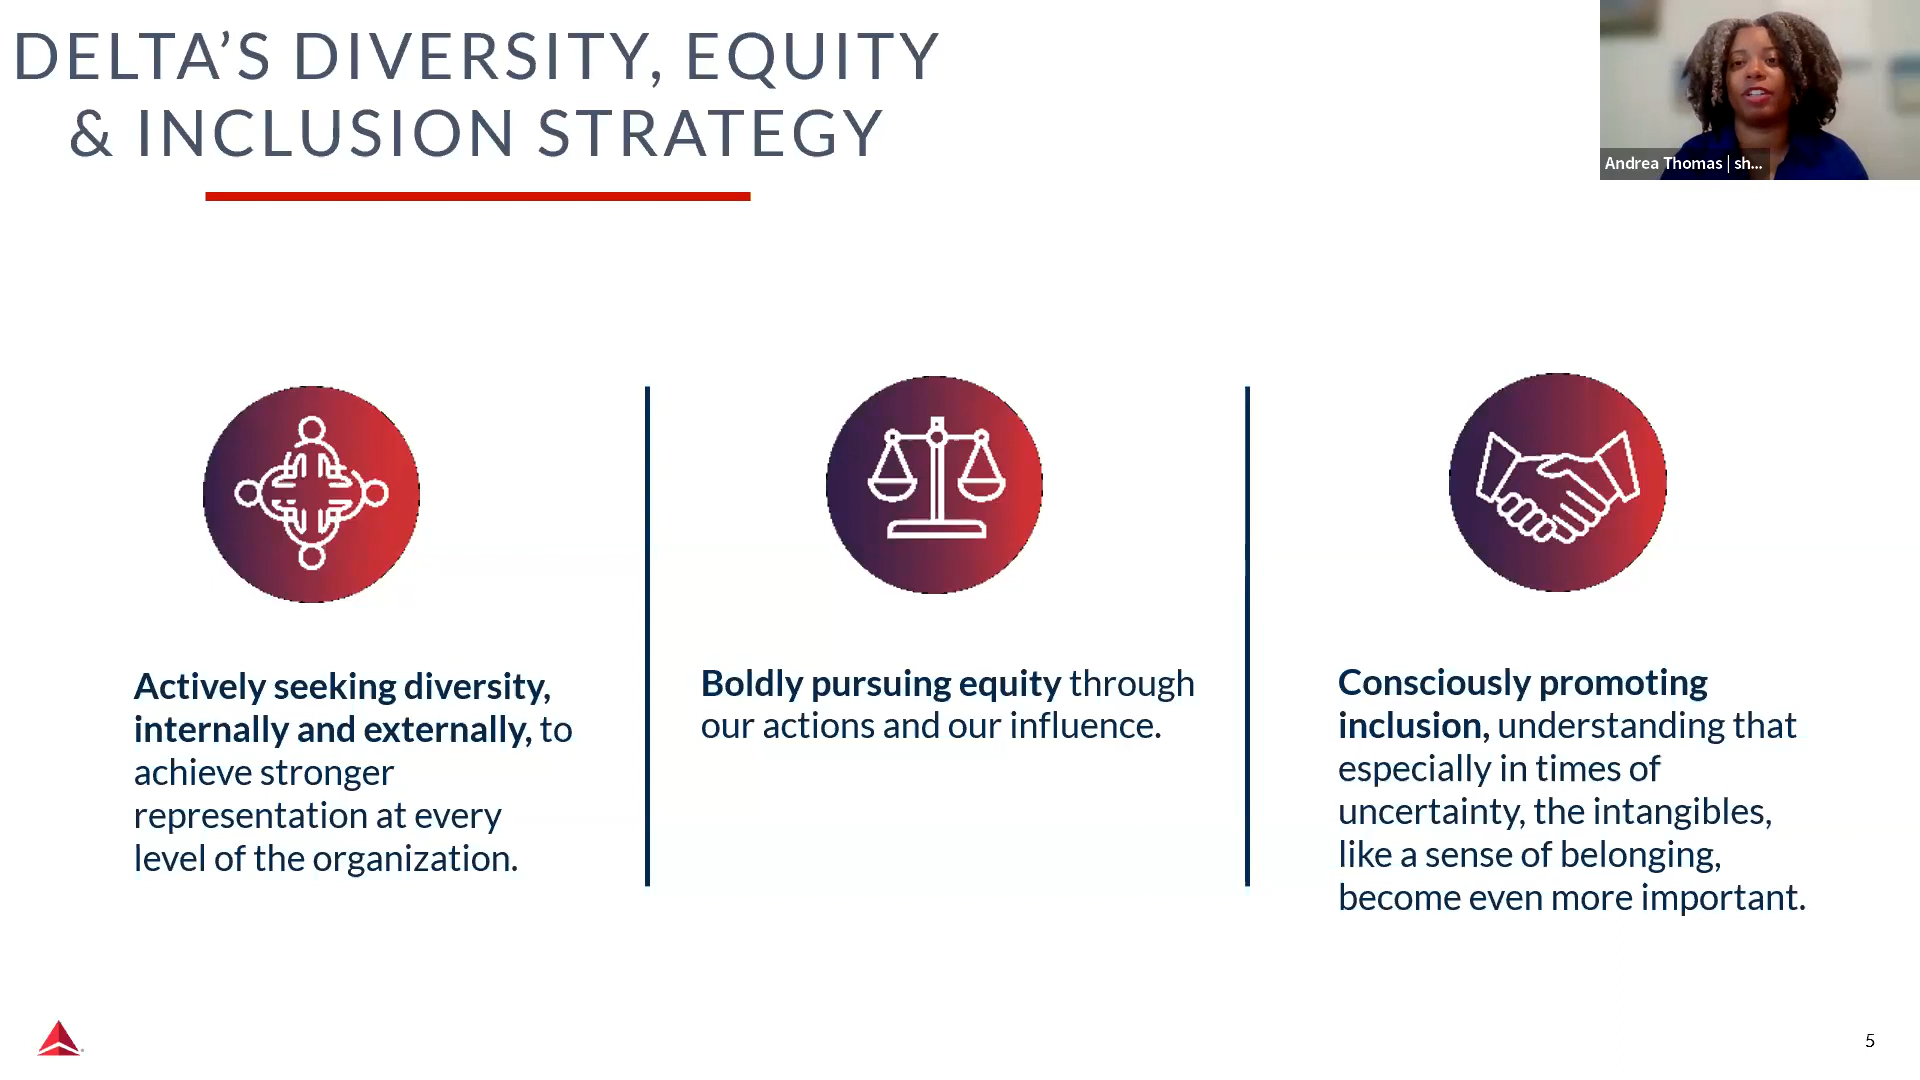 DELTA’S DIVERSITY, EQUITY
& INCLUSION STRATEGY
Andrea Thomas | sh...
Actively seeking diversity,
internally and externally, to
achieve stronger
representation at every
level of the organization.
Boldly pursuing equity through
our actions and our influence.
Consciously promoting
inclusion, understanding that
especially in times of
uncertainty, the intangibles,
like a sense of belonging,
become even more important.
5